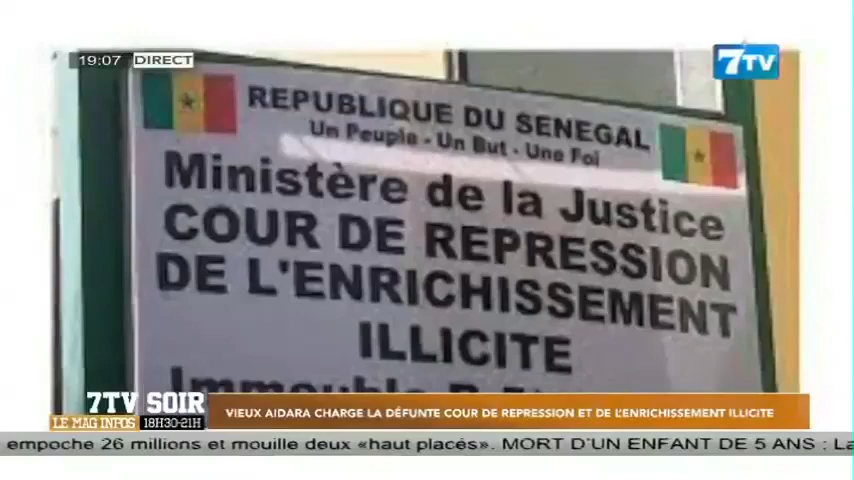 19:07 DIRECT
7TV
REPUBLIQUE DU SENEGAL
Un Peuple - Un But - Une Foi
Ministère de la Justice
COUR DE REPRESSION
DE L'ENRICHISSEMENT
ILLICITE
Immeuble
7TV SOIR
LE MAG INFOS 18H30-21H
VIEUX AIDARA CHARGE LA DÉFUNTE COUR DE REPRESSION ET DE L'ENRICHISSEMENT ILLICITE
empoche 26 millions et mouille deux «haut placés». MORT D'UN ENFANT DE 5 ANS : La